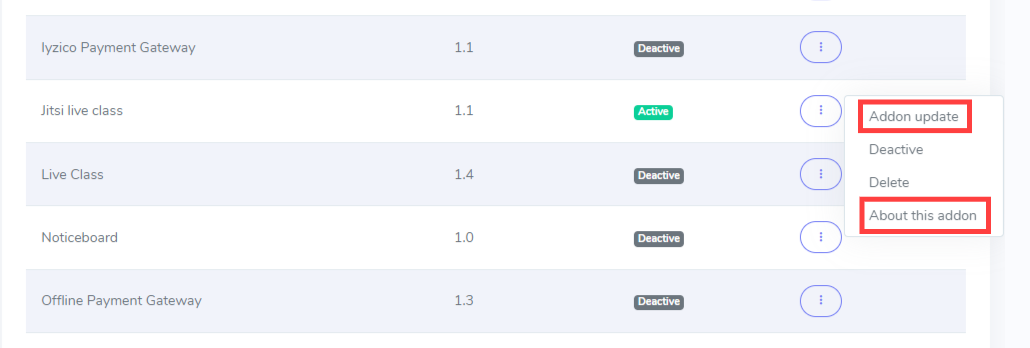 Iyzico Payment Gateway 1.1 Deactive
Jitsi live class 1.1 Active
Addon update
Deactive
Live Class 1.4 Deactive
Delete
About this addon
Noticeboard 1.0 Deactive
Offline Payment Gateway 1.3 Deactive